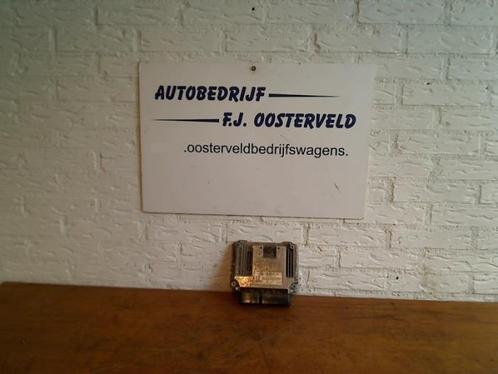 AUTOBEDRIJF
F.J. OOSTERVELD
.oosterveldbedrijfswagens.